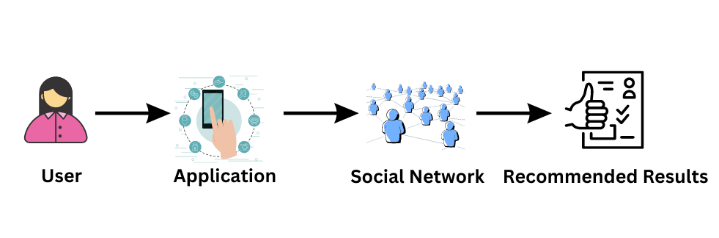 User
Application
Social Network
Recommended Results